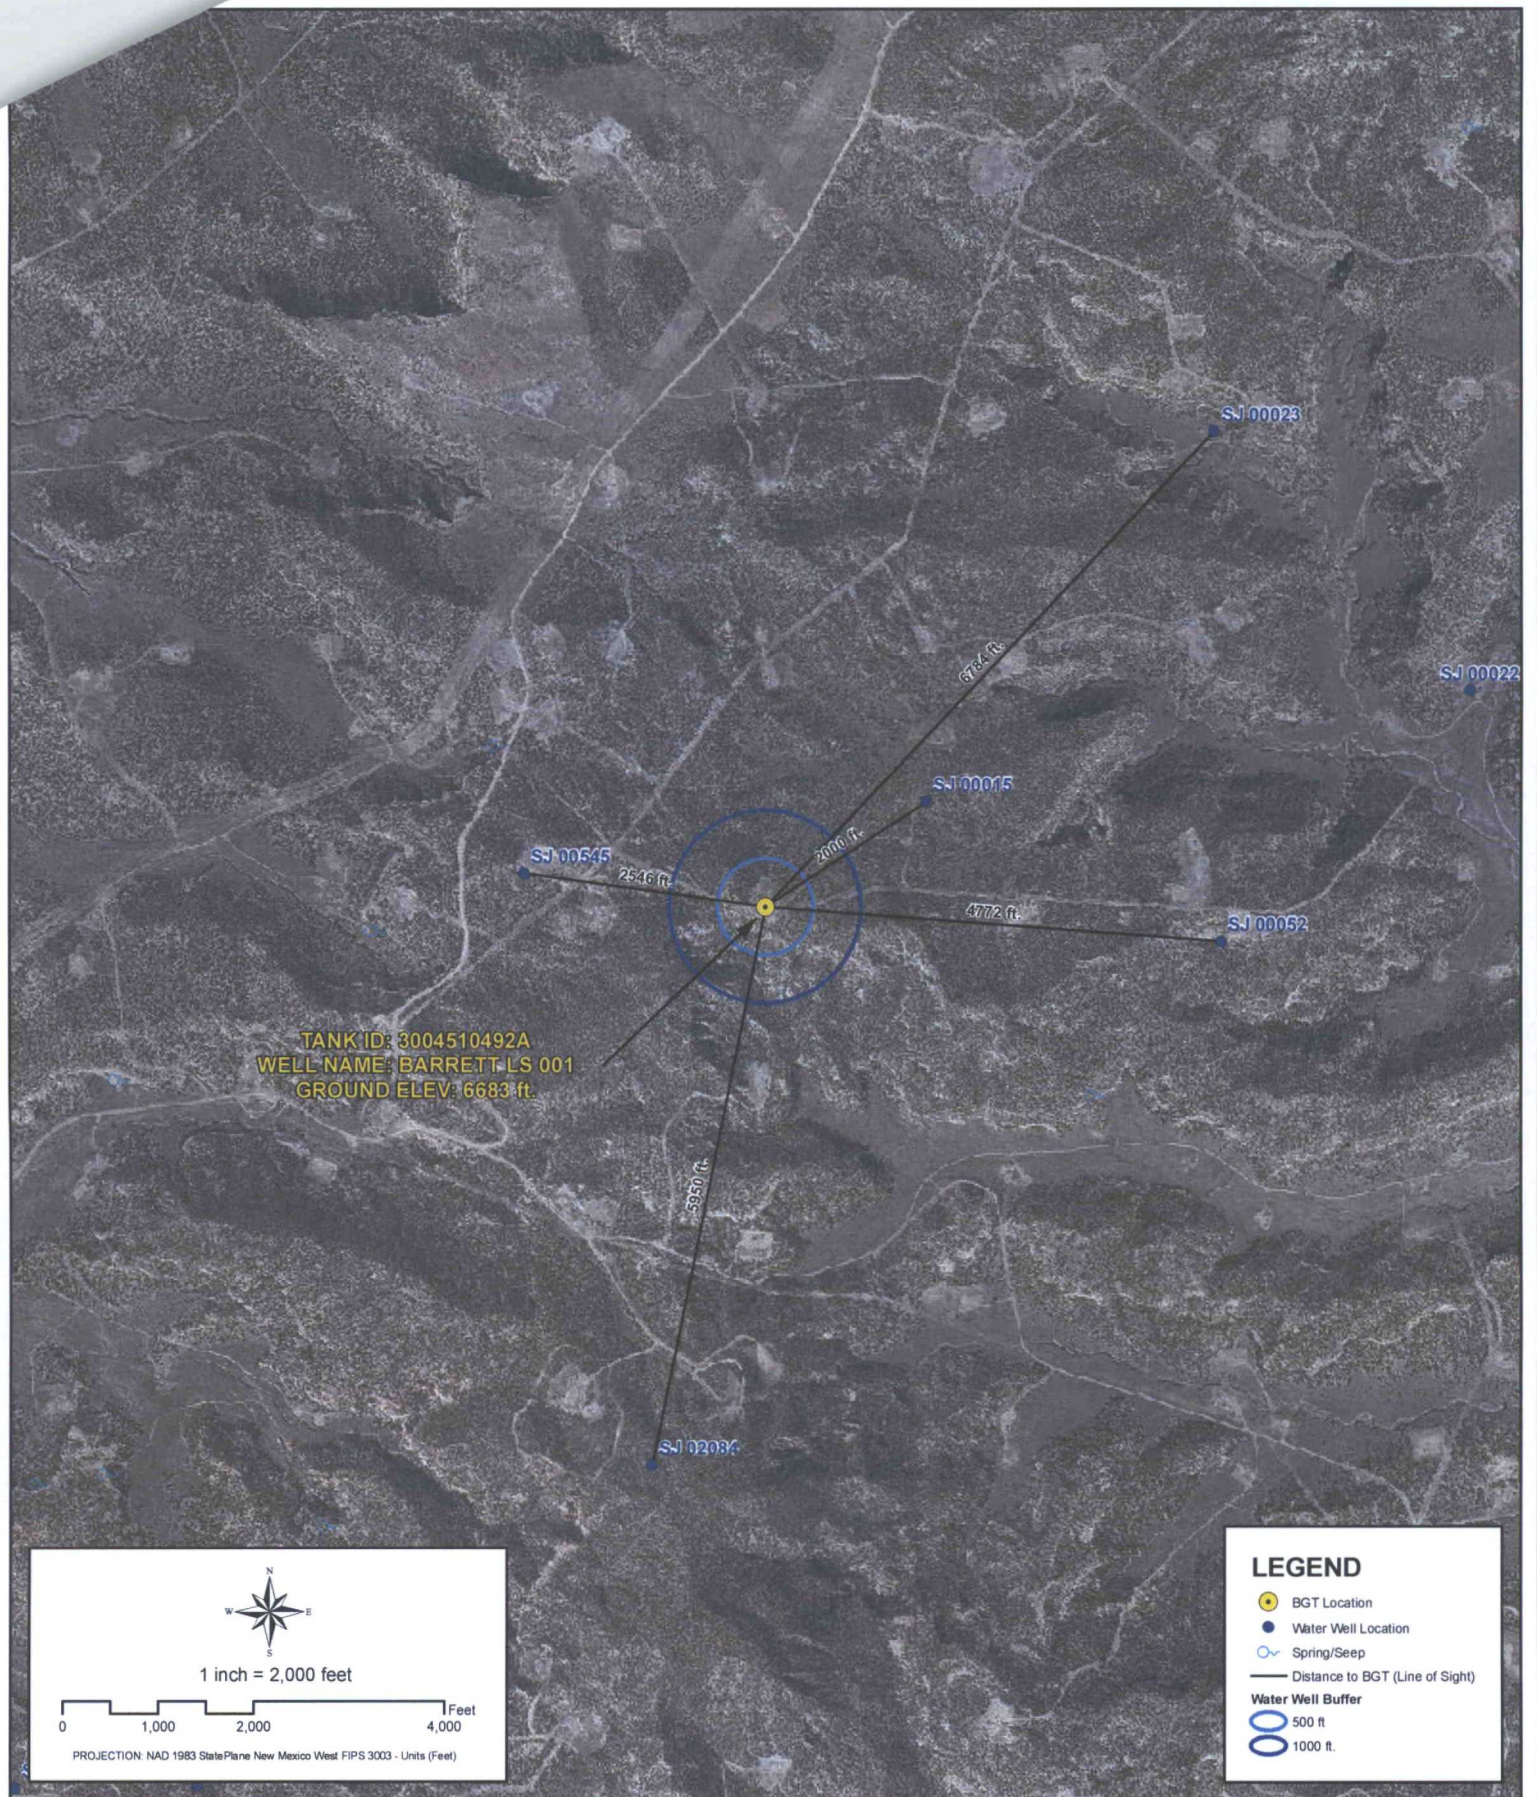 SJ 00023
6784 ft.
SJ 00022
SJ 00015
2000 ft.
SJ 00545
2546 ft.
4772 ft.
SJ 00052
TANK ID: 3004510492A
WELL NAME: BARRETT LS 001
GROUND ELEV: 6683 ft.
5950 ft.
SJ 02084
N
W E
S
1 inch = 2,000 feet
Feet
0 1,000 2,000 4,000
PROJECTION: NAD 1983 StatePlane New Mexico West FIPS 3003 - Units (Feet)
LEGEND
BGT Location
Water Well Location
Spring/Seep
Distance to BGT (Line of Sight)
Water Well Buffer
500 ft
1000 ft.